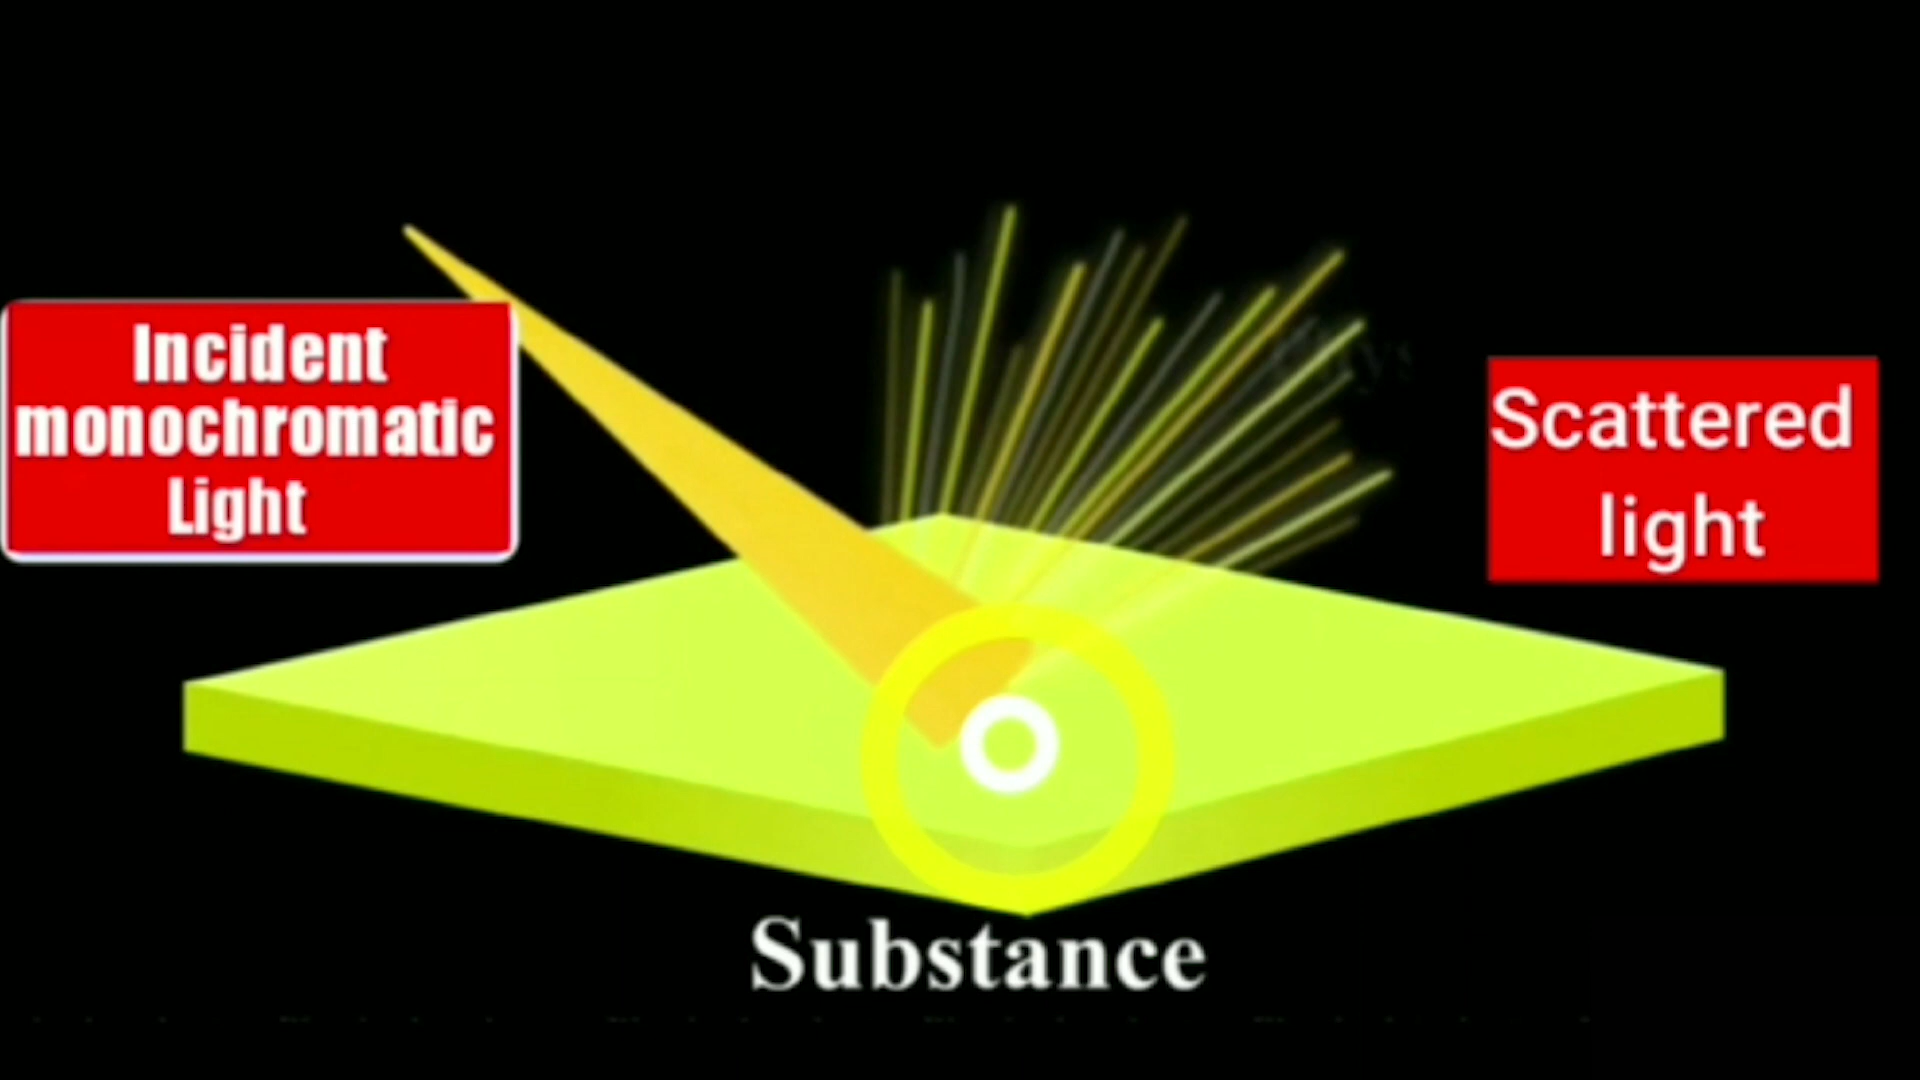 Incident
monochromatic
Light
Scattered
light
Substance